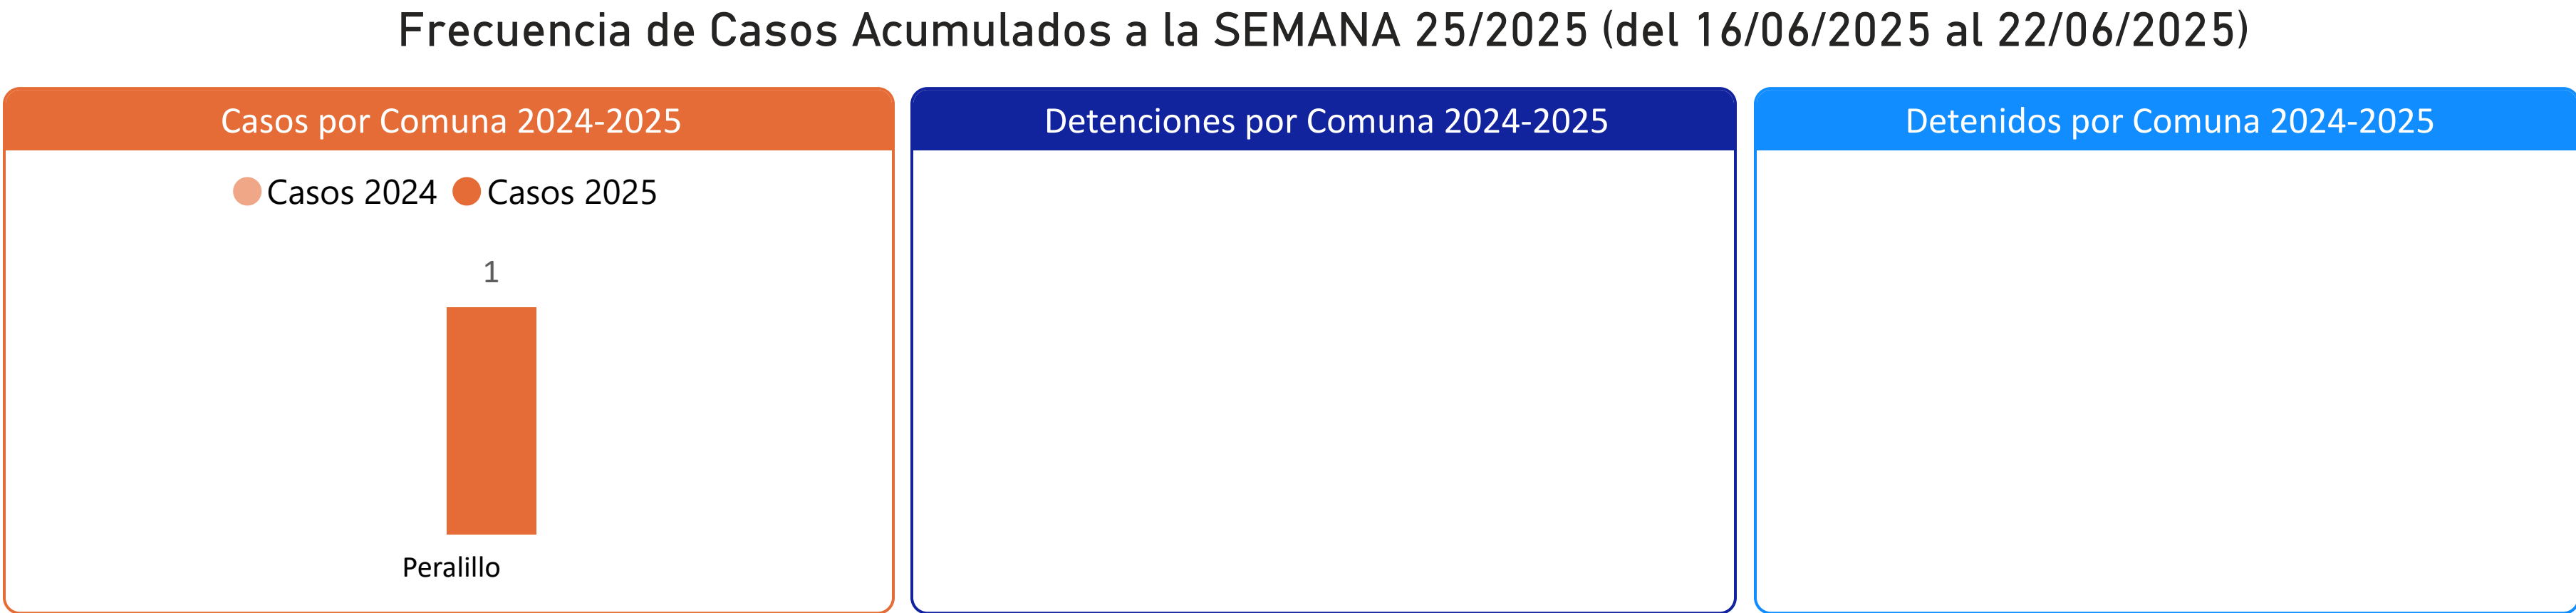 Frecuencia de Casos Acumulados a la SEMANA 25/2025 (del 16/06/2025 al 22/06/2025)
Casos por Comuna 2024-2025
Casos 2024 Casos 2025
1
Peralillo
Detenciones por Comuna 2024-2025
Detenidos por Comuna 2024-2025